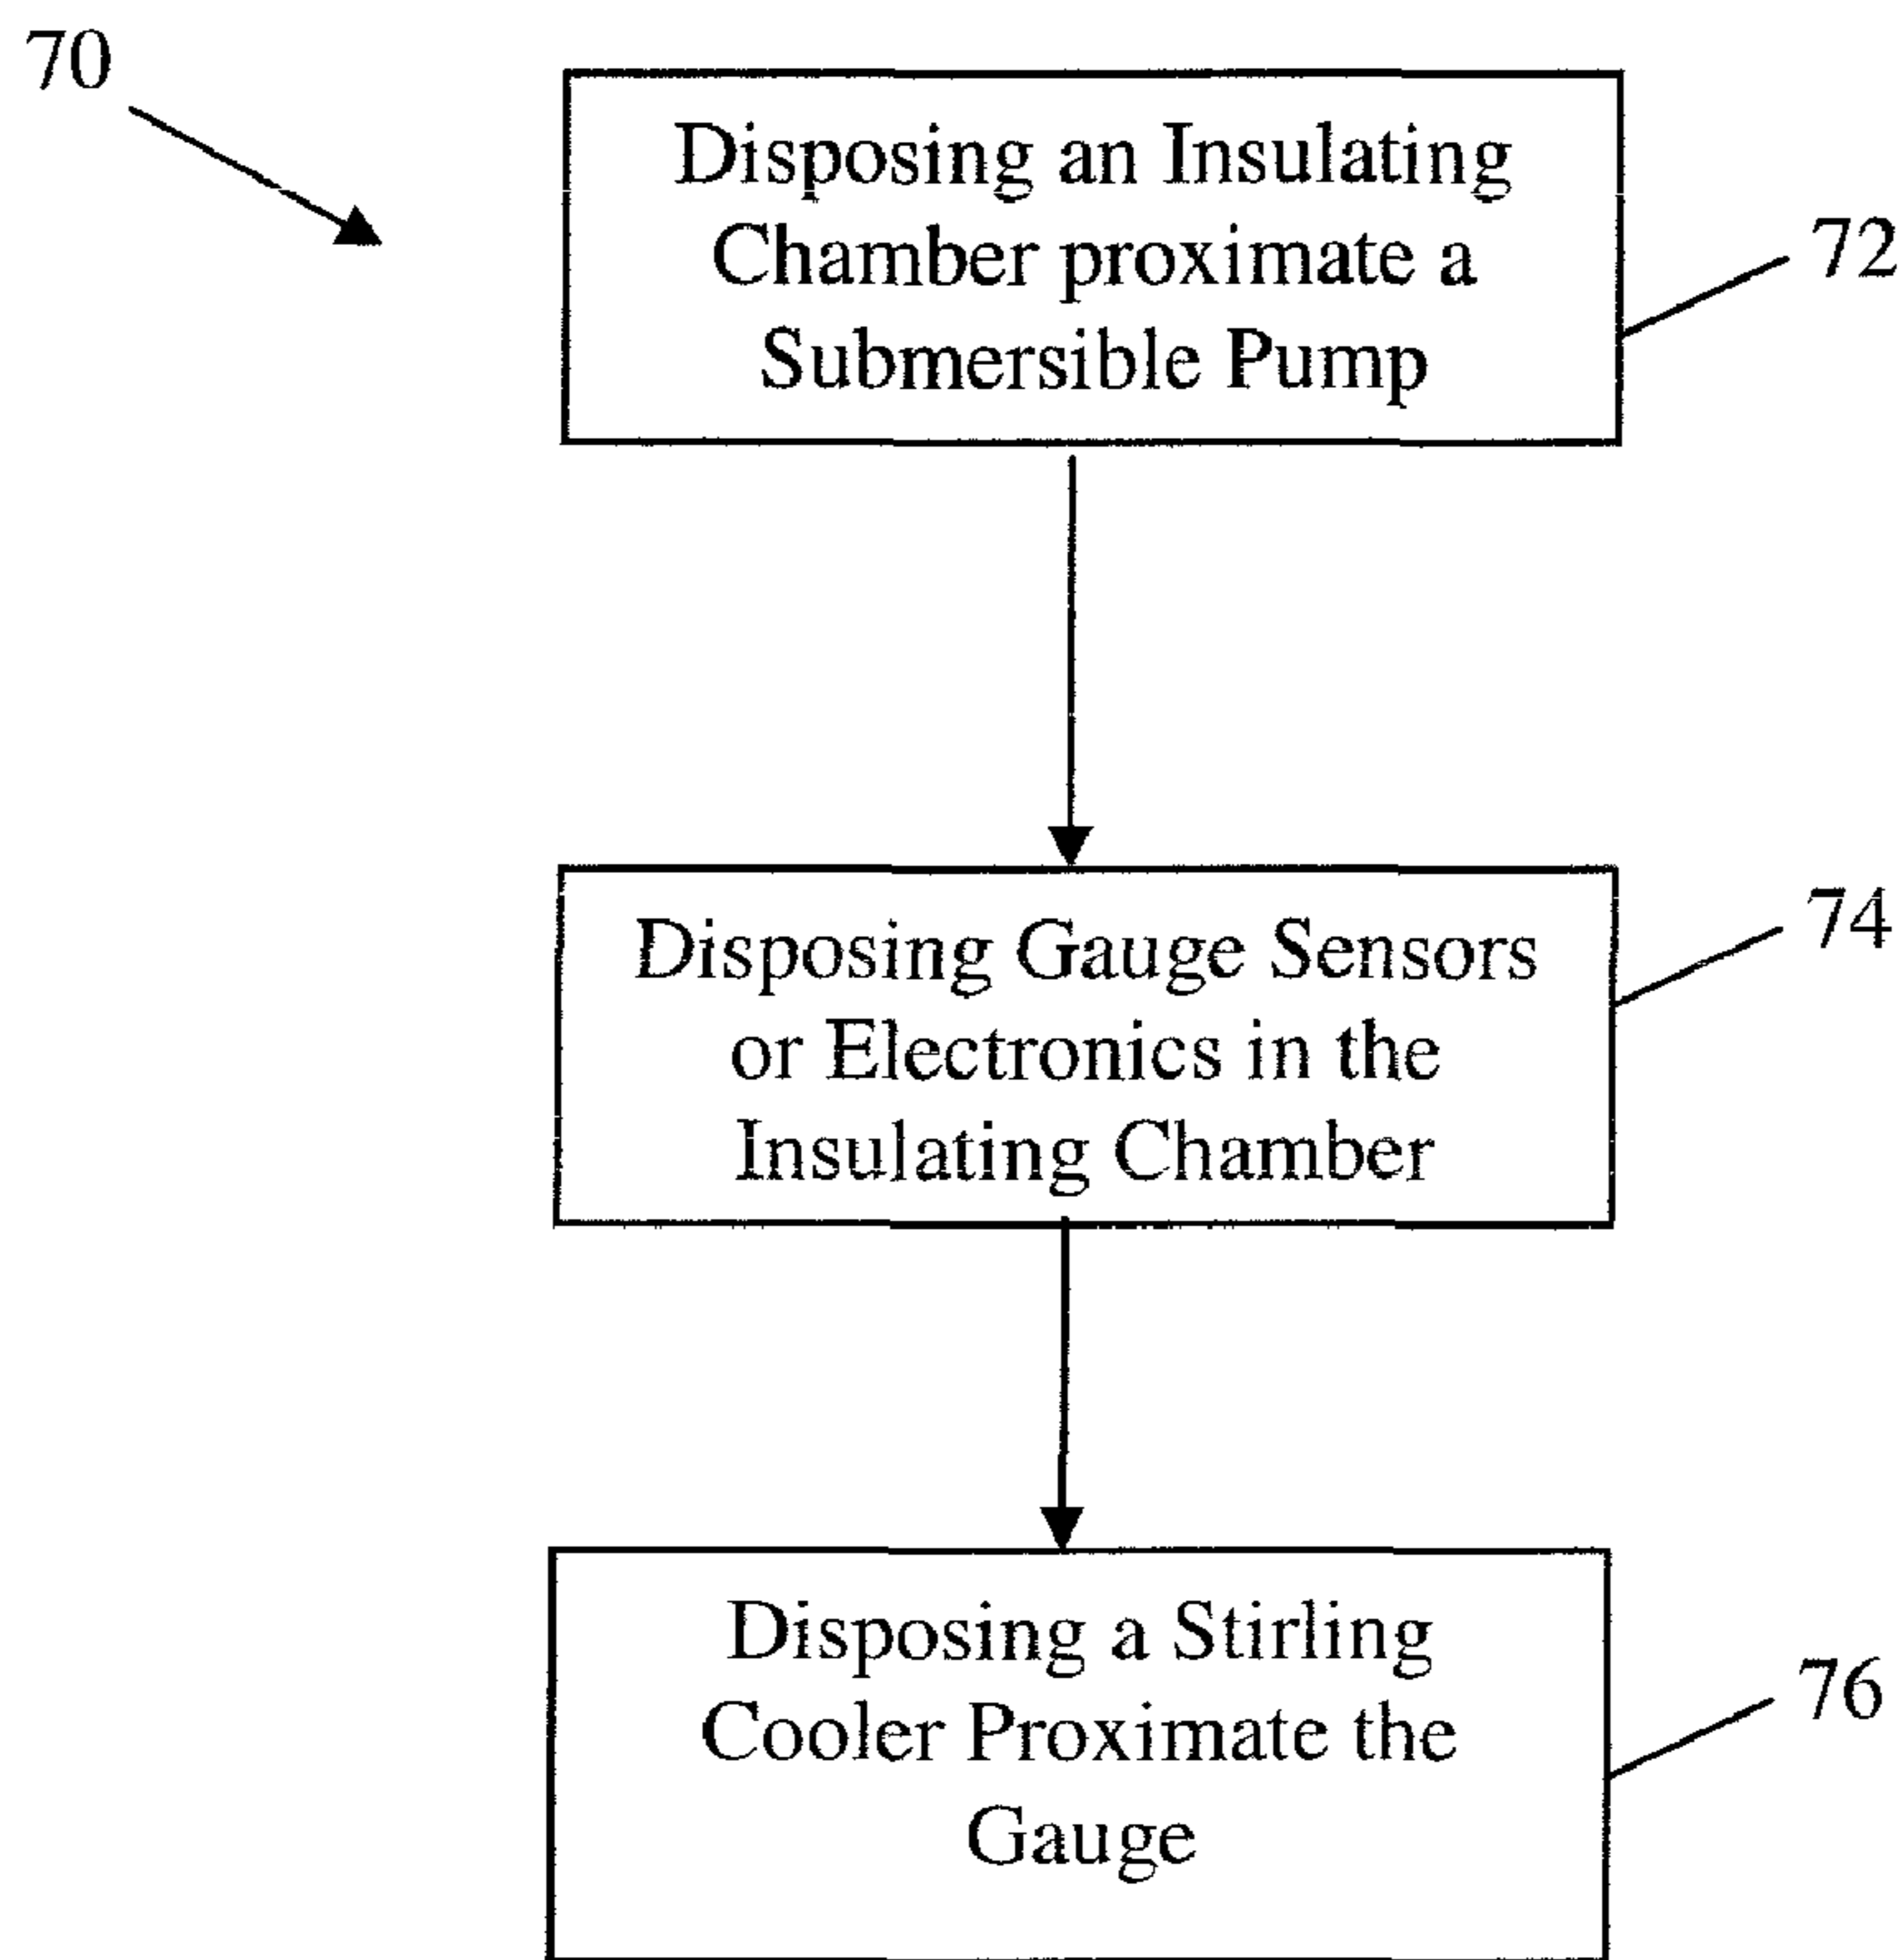 70
Disposing an Insulating
Chamber proximate a
Submersible Pump
72
Disposing Gauge Sensors
or Electronics in the
Insulating Chamber
74
Disposing a Stirling
Cooler Proximate the
Gauge
76